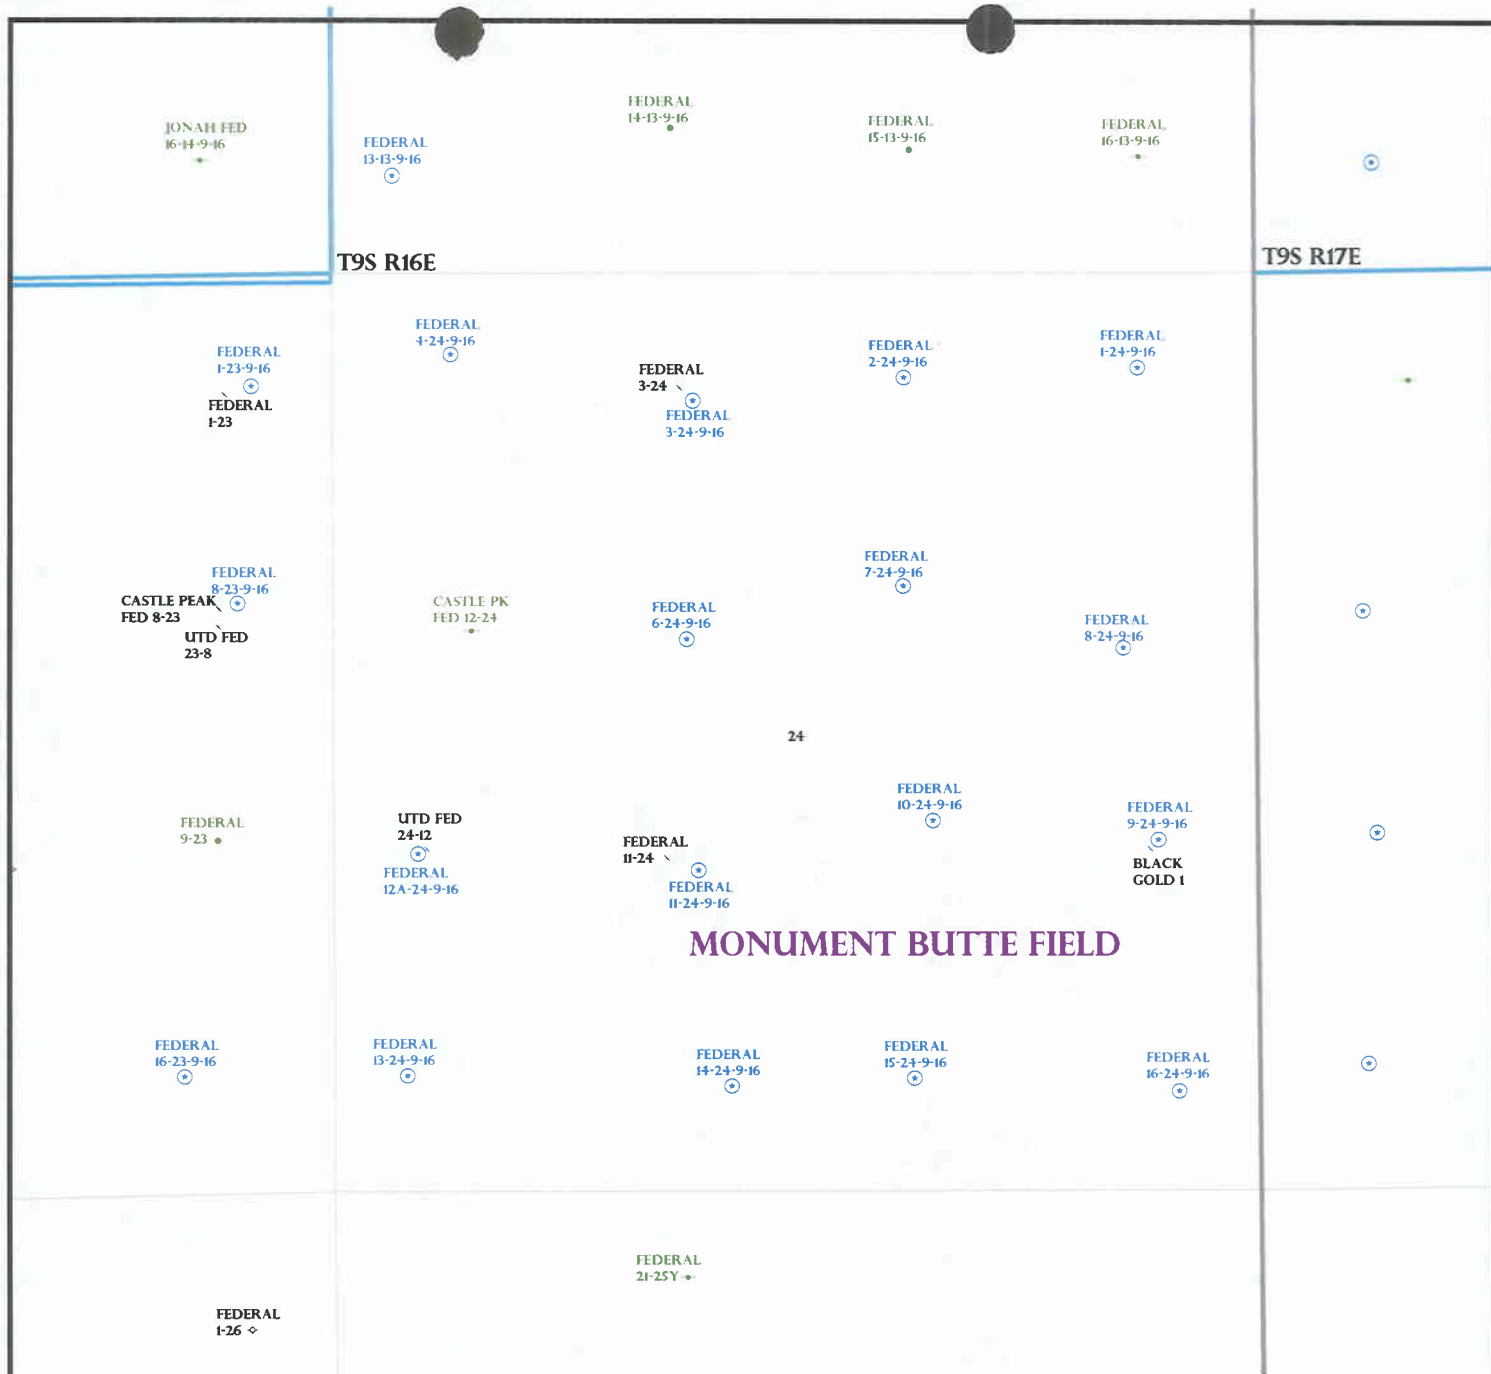 JONAH FED
16-14-9-16
FEDERAL
13-13-9-16
FEDERAL
14-13-9-16
FEDERAL
15-13-9-16
FEDERAL
16-13-9-16
T9S R16E
T9S R17E
FEDERAL
1-23-9-16
FEDERAL
1-23
FEDERAL
4-24-9-16
FEDERAL
3-24
FEDERAL
3-24-9-16
FEDERAL
2-24-9-16
FEDERAL
1-24-9-16
FEDERAL
8-23-9-16
CASTLE PEAK
FED 8-23
UTD FED
23-8
CASTLE PK
FED 12-24
FEDERAL
6-24-9-16
FEDERAL
7-24-9-16
FEDERAL
8-24-9-16
24
FEDERAL
9-23
UTD FED
24-12
FEDERAL
12A-24-9-16
FEDERAL
11-24
FEDERAL
11-24-9-16
FEDERAL
10-24-9-16
FEDERAL
9-24-9-16
BLACK
GOLD 1
MONUMENT BUTTE FIELD
FEDERAL
16-23-9-16
FEDERAL
13-24-9-16
FEDERAL
14-24-9-16
FEDERAL
15-24-9-16
FEDERAL
16-24-9-16
FEDERAL
21-25Y
FEDERAL
1-26